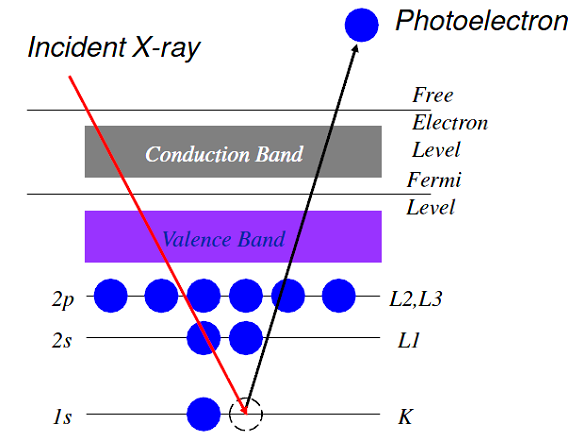 Photoelectron
Incident X-ray
Free
Electron
Level
Conduction Band
Fermi
Level
Valence Band
2p
L2,L3
2s
L1
1s
K